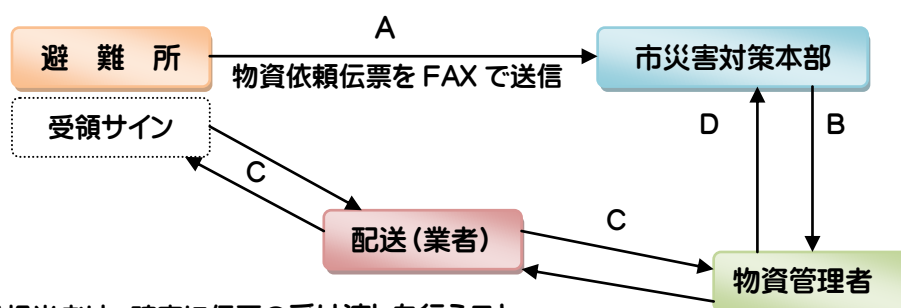 A
避 難 所
市災害対策本部
物資依頼伝票を FAX で送信
受領サイン
D
B
C
C
配送(業者)
物資管理者